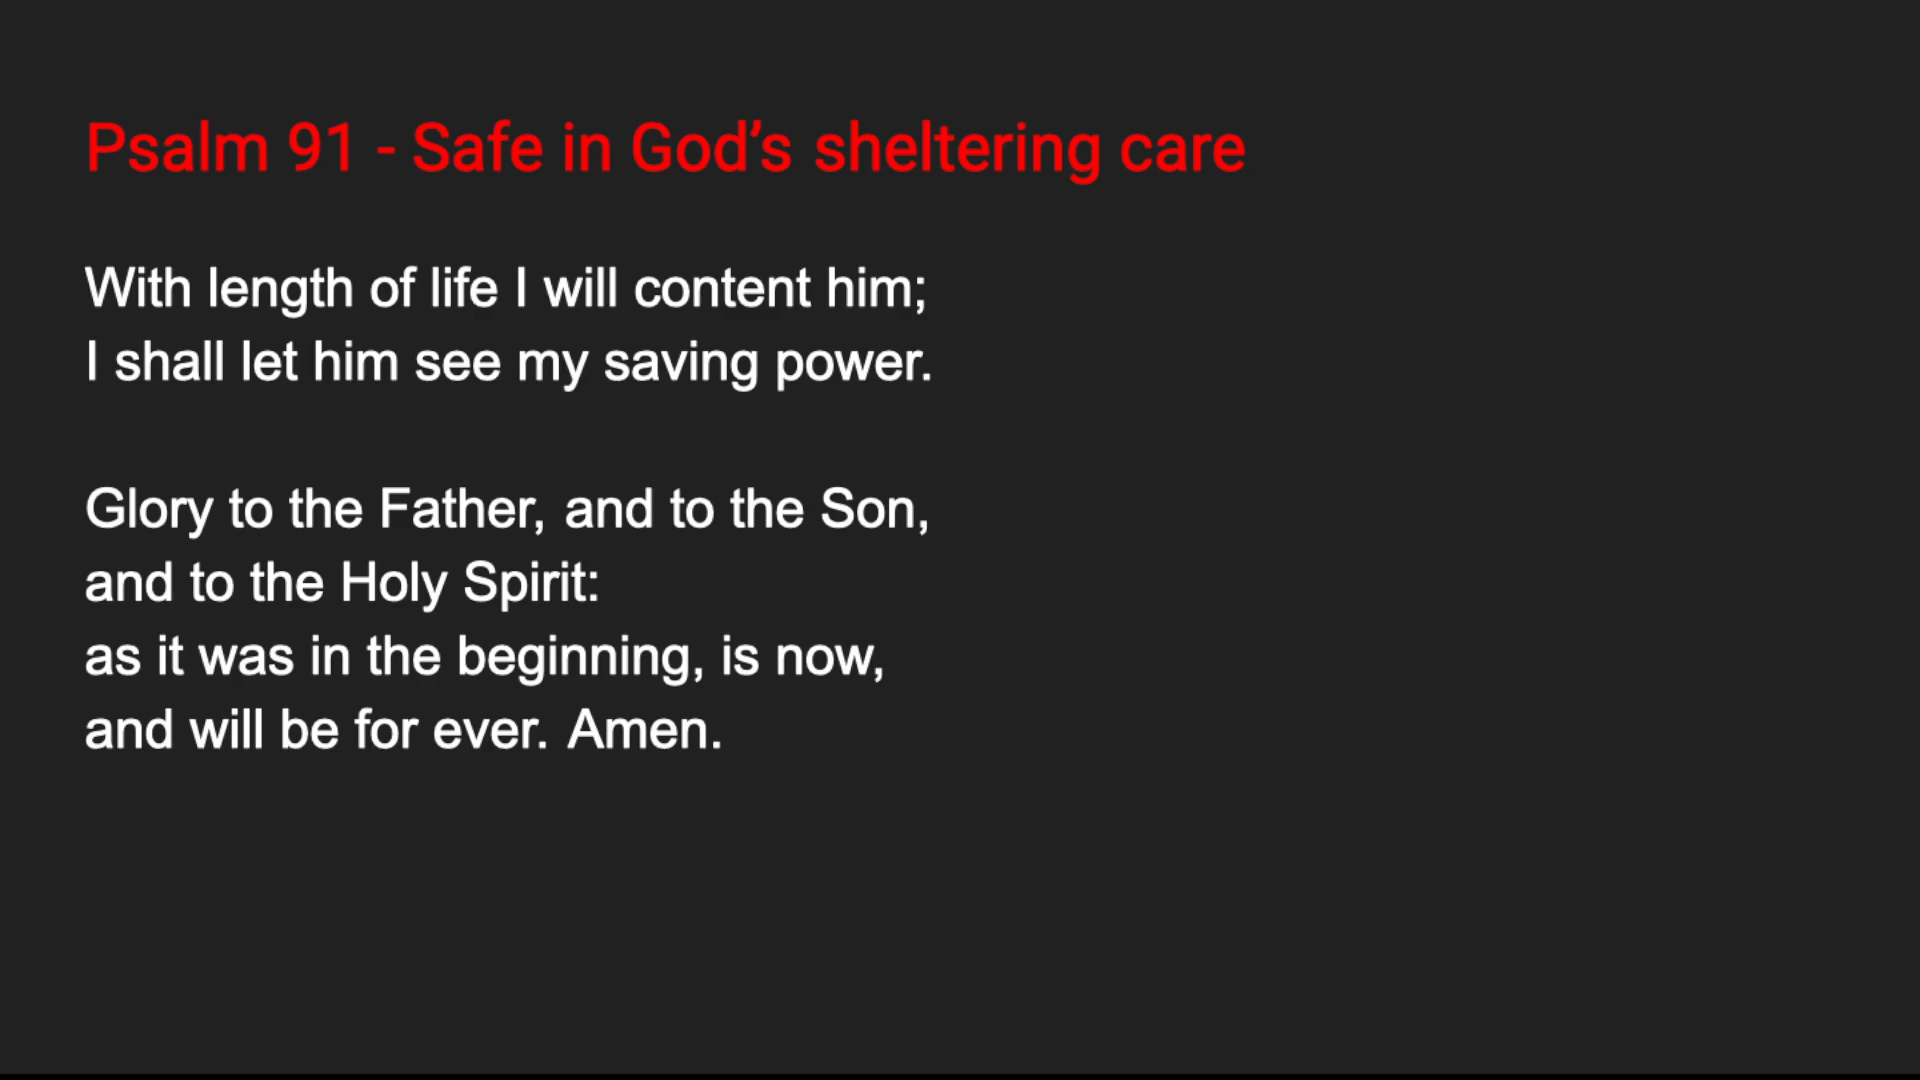 Psalm 91 - Safe in God’s sheltering care
With length of life I will content him;
I shall let him see my saving power.
Glory to the Father, and to the Son,
and to the Holy Spirit:
as it was in the beginning, is now,
and will be for ever. Amen.